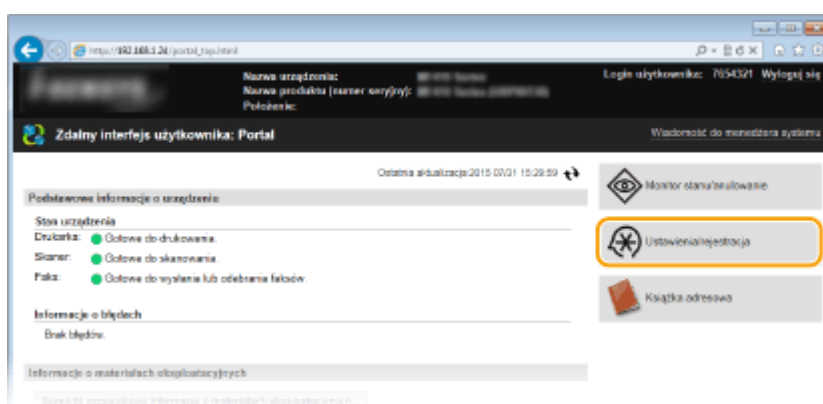 http://192.168.1.24/portal_top.html
Nazwa urządzenia:
Nazwa produktu (numer seryjny):
Położenie:
Login użytkownika: 7654321 Wyloguj się
Zdalny interfejs użytkownika: Portal
Wiadomość do menedżera systemu
Ostatnia aktualizacja:2015 07/31 15:29:59
Podstawowe informacje o urządzeniu
Stan urządzenia
Drukarka: Gotowe do drukowania.
Skaner: Gotowe do skanowania.
Faks: Gotowe do wysłania lub odebrania faksów.
Informacje o błędach
Brak błędów.
Informacje o materiałach eksploatacyjnych
Monitor stanu/anulowanie
Ustawienia/rejestracja
Książka adresowa